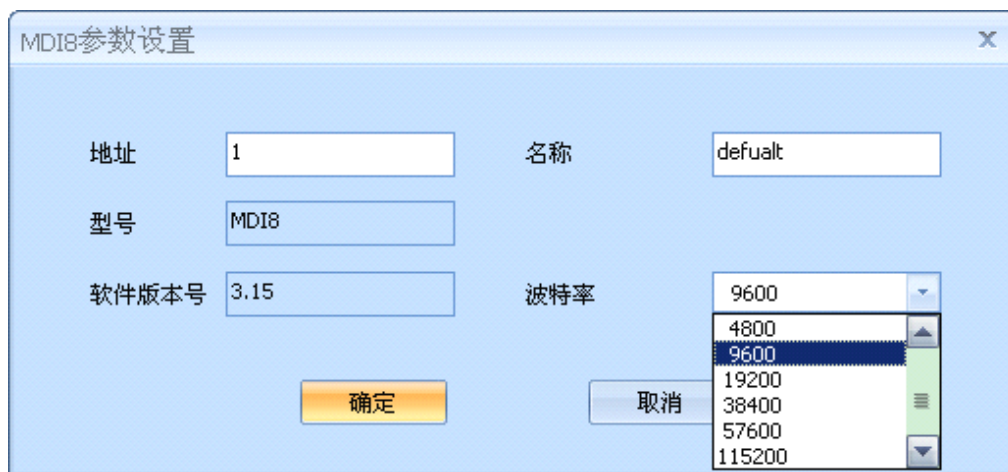 MDI8参数设置
地址 1 名称 defualt
型号 MDI8
软件版本号 3.15 波特率 9600
4800
9600
19200
确定 取消 38400
57600
115200